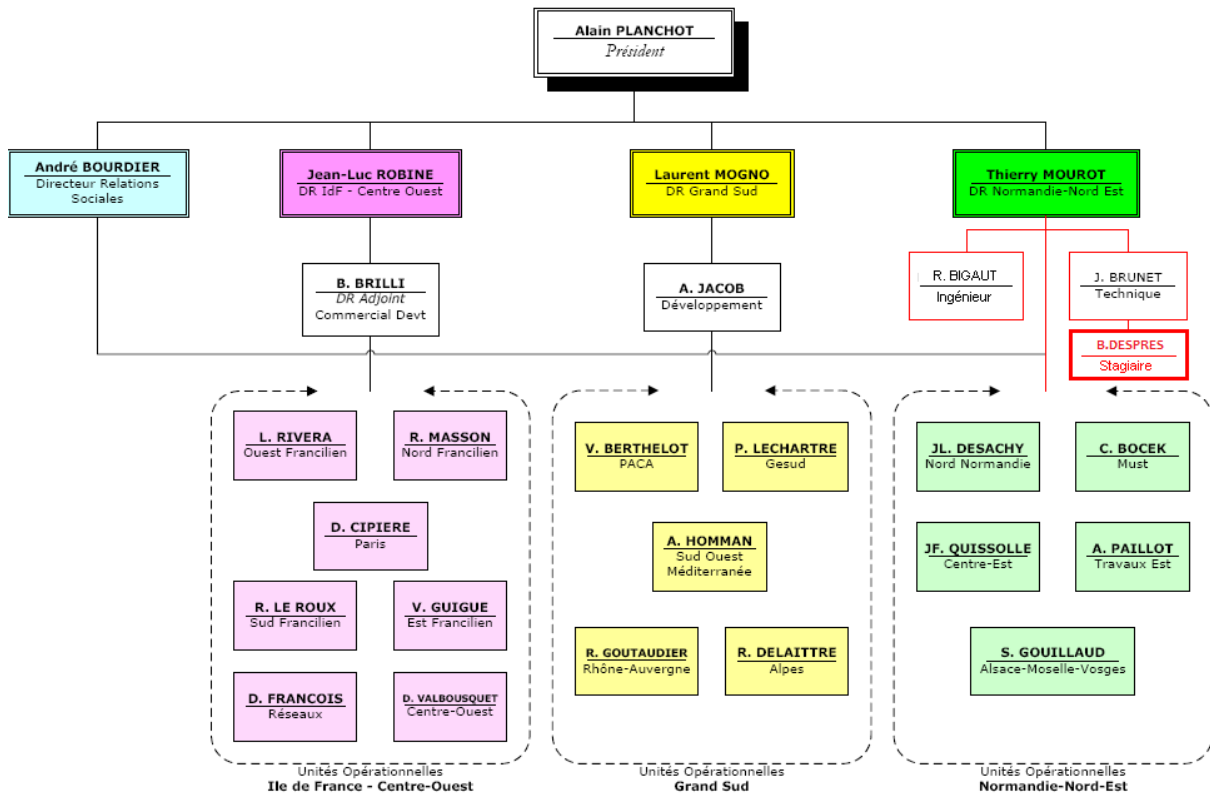 Alain PLANCHOT
Président
André BOURDIER
Directeur Relations
Sociales
Jean-Luc ROBINE
DR IdF - Centre Ouest
Laurent MOGNO
DR Grand Sud
Thierry MOUROT
DR Normandie-Nord Est
B. BRILLI
DR Adjoint
Commercial Devt
A. JACOB
Développement
R. BIGAUT
Ingénieur
J. BRUNET
Technique
B.DESPRES
Stagiaire
L. RIVERA
Ouest Francilien
R. MASSON
Nord Francilien
D. CIPIERE
Paris
R. LE ROUX
Sud Francilien
V. GUIGUE
Est Francilien
D. FRANCOIS
Réseaux
D. VALBOUSQUET
Centre-Ouest
Unités Opérationnelles
Ile de France - Centre-Ouest
V. BERTHELOT
PACA
P. LECHARTRE
Gesud
A. HOMMAN
Sud Ouest
Méditerranée
R. GOUTAUDIER
Rhône-Auvergne
R. DELAITTRE
Alpes
Unités Opérationnelles
Grand Sud
JL. DESACHY
Nord Normandie
C. BOCEK
Must
JF. QUISSOLLE
Centre-Est
A. PAILLOT
Travaux Est
S. GOUILLAUD
Alsace-Moselle-Vosges
Unités Opérationnelles
Normandie-Nord-Est